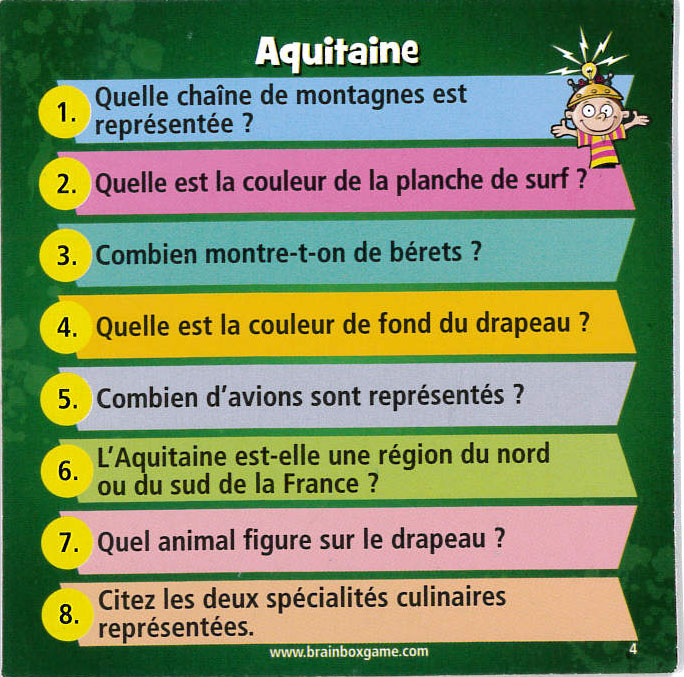 Aquitaine
1. Quelle chaîne de montagnes est
représentée ?
2. Quelle est la couleur de la planche de surf ?
3. Combien montre-t-on de bérets ?
4. Quelle est la couleur de fond du drapeau ?
5. Combien d’avions sont représentés ?
6. L’Aquitaine est-elle une région du nord
ou du sud de la France ?
7. Quel animal figure sur le drapeau ?
8. Citez les deux spécialités culinaires
représentées.
www.brainboxgame.com
4